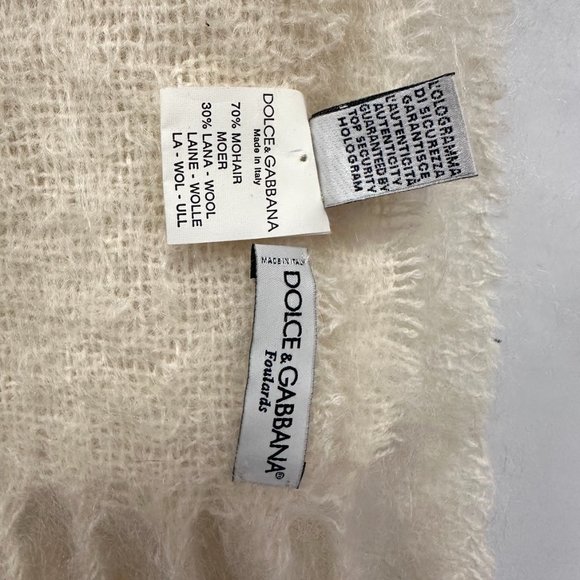 DOLCE & GABBANA
Made in Italy
70% MOHAIR
MOER
30% LANA - WOOL
LAINE - WOLLE
LA - WOL - ULL
L'OLOGRAMMA
DI SICUREZZA
GARANTISCE
L'AUTENTICITÀ
AUTENTICITY
GUARANTEED BY
TOP SECURITY
HOLOGRAM
MADE IN ITALY
DOLCE & GABBANA®
Foulards